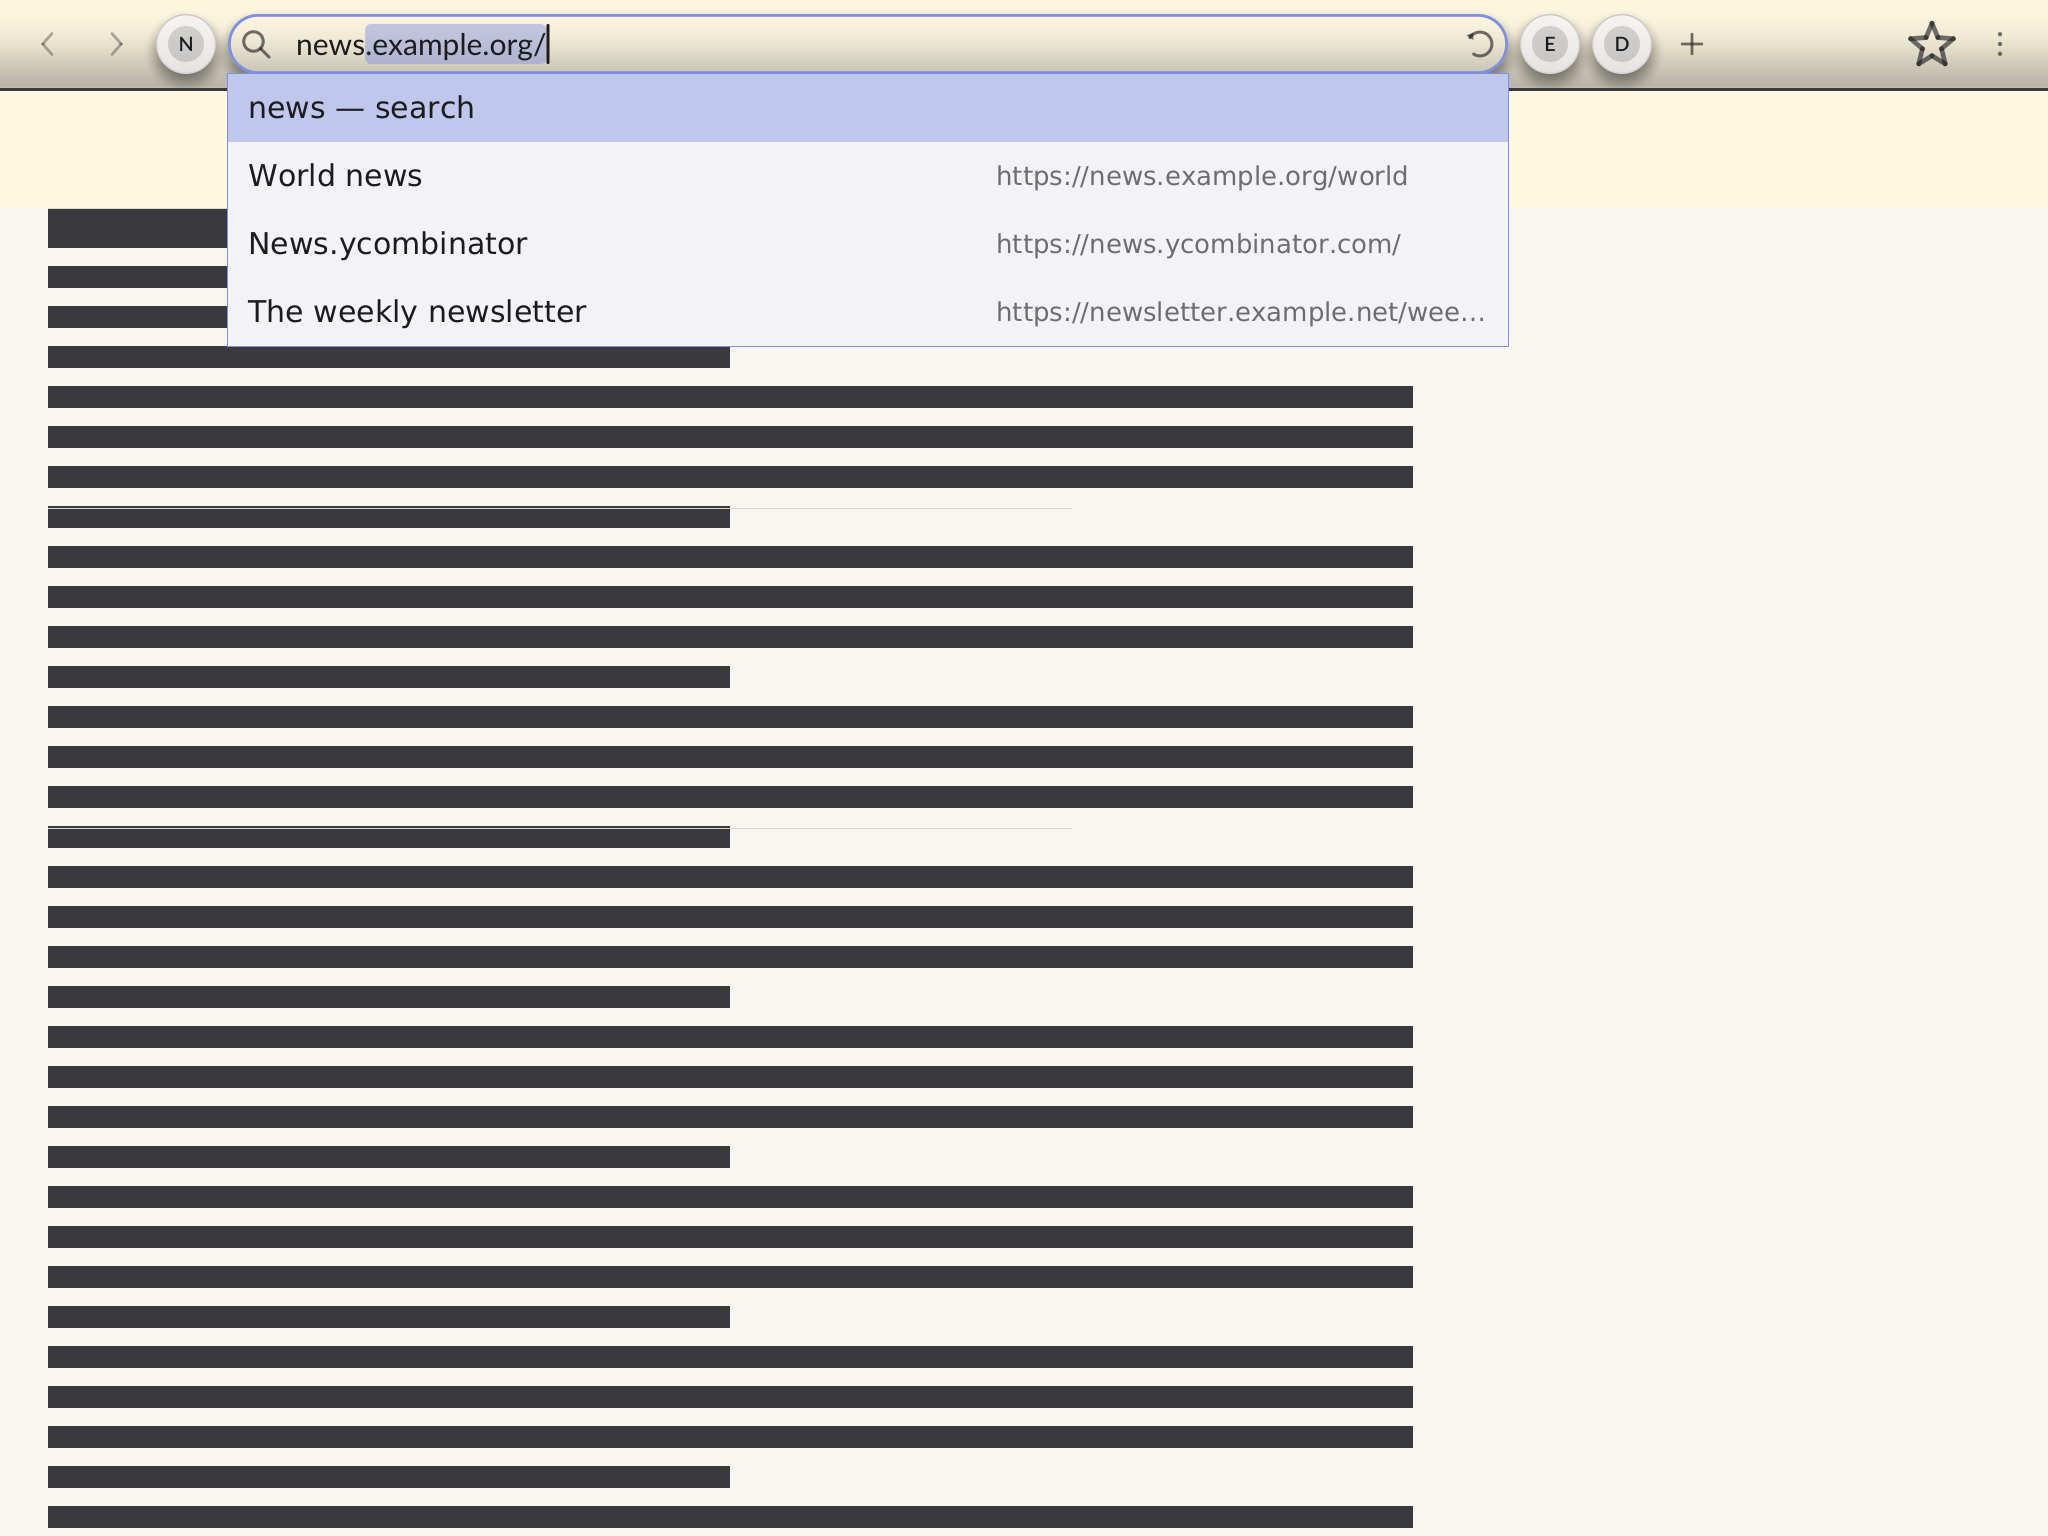 N
news.example.org/
E
D
news — search
World news https://news.example.org/world
News.ycombinator https://news.ycombinator.com/
The weekly newsletter https://newsletter.example.net/wee...